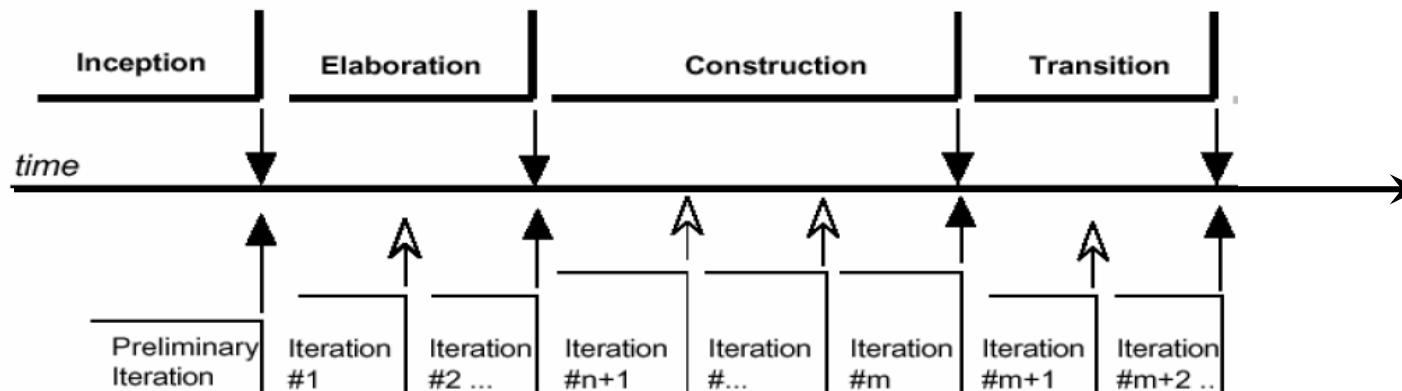 Inception
Elaboration
Construction
Transition
time
Preliminary
Iteration
Iteration
#1
Iteration
#2 ...
Iteration
#n+1
Iteration
#...
Iteration
#m
Iteration
#m+1
Iteration
#m+2 ..